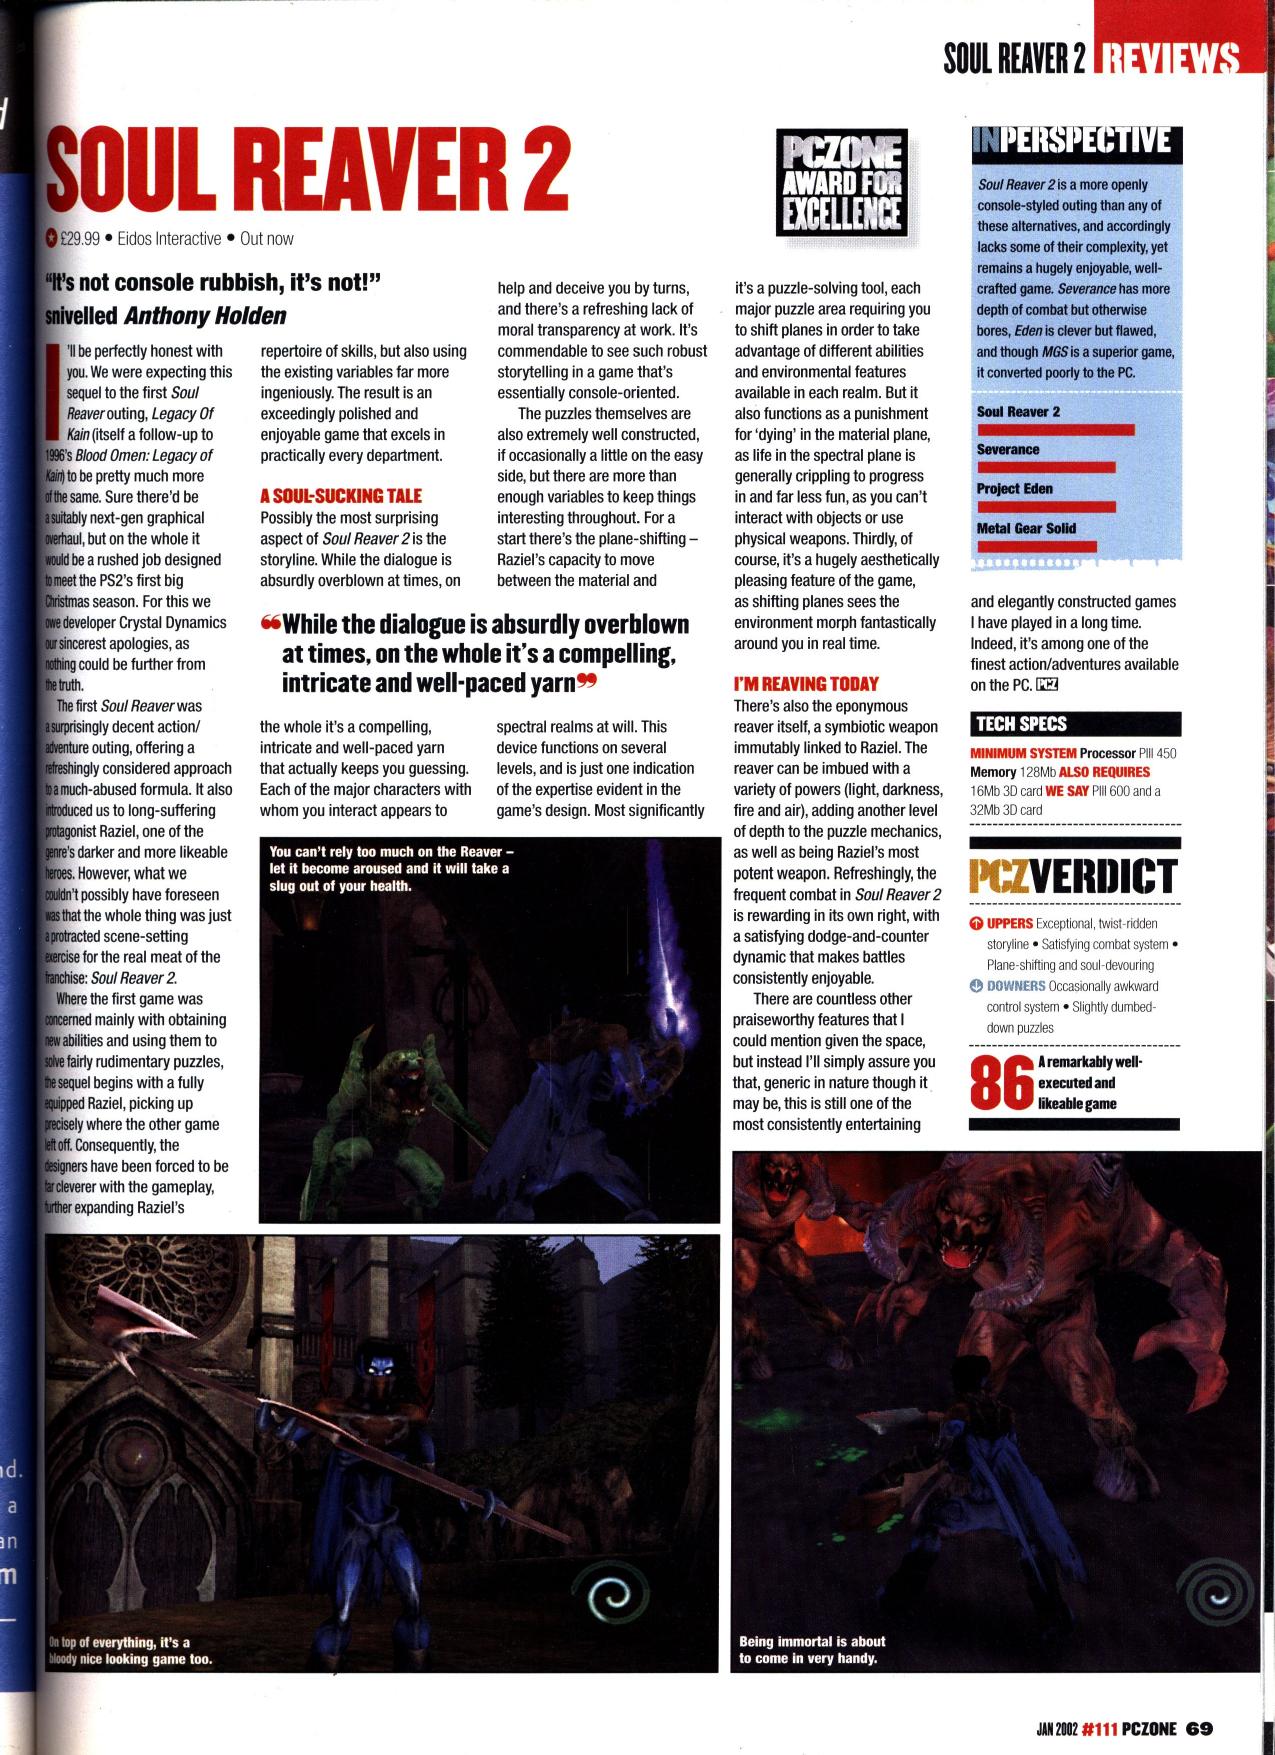 SOUL REAVER 2 REVIEWS
SOUL REAVER 2
£29.99 • Eidos Interactive • Out now
PCZONE
AWARD FOR
EXCELLENCE
"It's not console rubbish, it's not!"
snivelled Anthony Holden
I'll be perfectly honest with
you. We were expecting this
sequel to the first Soul
Reaver outing, Legacy Of
Kain (itself a follow-up to
1996's Blood Omen: Legacy of
Kain) to be pretty much more
of the same. Sure there'd be
a suitably next-gen graphical
overhaul, but on the whole it
would be a rushed job designed
to meet the PS2's first big
Christmas season. For this we
owe developer Crystal Dynamics
our sincerest apologies, as
nothing could be further from
the truth.
The first Soul Reaver was
a surprisingly decent action/
adventure outing, offering a
refreshingly considered approach
to a much-abused formula. It also
introduced us to long-suffering
protagonist Raziel, one of the
genre's darker and more likeable
heroes. However, what we
couldn't possibly have foreseen
was that the whole thing was just
a protracted scene-setting
exercise for the real meat of the
franchise: Soul Reaver 2.
Where the first game was
concerned mainly with obtaining
new abilities and using them to
solve fairly rudimentary puzzles,
the sequel begins with a fully
equipped Raziel, picking up
precisely where the other game
left off. Consequently, the
designers have been forced to be
far cleverer with the gameplay,
further expanding Raziel's
repertoire of skills, but also using
the existing variables far more
ingeniously. The result is an
exceedingly polished and
enjoyable game that excels in
practically every department.
A SOUL-SUCKING TALE
Possibly the most surprising
aspect of Soul Reaver 2 is the
storyline. While the dialogue is
absurdly overblown at times, on
"While the dialogue is absurdly overblown
at times, on the whole it's a compelling,
intricate and well-paced yarn"
the whole it's a compelling,
intricate and well-paced yarn
that actually keeps you guessing.
Each of the major characters with
whom you interact appears to
help and deceive you by turns,
and there's a refreshing lack of
moral transparency at work. It's
commendable to see such robust
storytelling in a game that's
essentially console-oriented.
The puzzles themselves are
also extremely well constructed,
if occasionally a little on the easy
side, but there are more than
enough variables to keep things
interesting throughout. For a
start there's the plane-shifting –
Raziel's capacity to move
between the material and
spectral realms at will. This
device functions on several
levels, and is just one indication
of the expertise evident in the
game's design. Most significantly
it's a puzzle-solving tool, each
major puzzle area requiring you
to shift planes in order to take
advantage of different abilities
and environmental features
available in each realm. But it
also functions as a punishment
for 'dying' in the material plane,
as life in the spectral plane is
generally crippling to progress
in and far less fun, as you can't
interact with objects or use
physical weapons. Thirdly, of
course, it's a hugely aesthetically
pleasing feature of the game,
as shifting planes sees the
environment morph fantastically
around you in real time.
I'M REAVING TODAY
There's also the eponymous
reaver itself, a symbiotic weapon
immutably linked to Raziel. The
reaver can be imbued with a
variety of powers (light, darkness,
fire and air), adding another level
of depth to the puzzle mechanics,
as well as being Raziel's most
potent weapon. Refreshingly, the
frequent combat in Soul Reaver 2
is rewarding in its own right, with
a satisfying dodge-and-counter
dynamic that makes battles
consistently enjoyable.
There are countless other
praiseworthy features that I
could mention given the space,
but instead I'll simply assure you
that, generic in nature though it
may be, this is still one of the
most consistently entertaining
and elegantly constructed games
I have played in a long time.
Indeed, it's among one of the
finest action/adventures available
on the PC. PCZ
INPERSPECTIVE
Soul Reaver 2 is a more openly
console-styled outing than any of
these alternatives, and accordingly
lacks some of their complexity, yet
remains a hugely enjoyable, well-
crafted game. Severance has more
depth of combat but otherwise
bores, Eden is clever but flawed,
and though MGS is a superior game,
it converted poorly to the PC.
Soul Reaver 2
Severance
Project Eden
Metal Gear Solid
TECH SPECS
MINIMUM SYSTEM Processor PIII 450
Memory 128Mb ALSO REQUIRES
16Mb 3D card WE SAY PIII 600 and a
32Mb 3D card
PCZVERDICT
UPPERS Exceptional, twist-ridden
storyline • Satisfying combat system •
Plane-shifting and soul-devouring
DOWNERS Occasionally awkward
control system • Slightly dumbed-
down puzzles
86 A remarkably well-
executed and
likeable game
You can't rely too much on the Reaver –
let it become aroused and it will take a
slug out of your health.
On top of everything, it's a
bloody nice looking game too.
Being immortal is about
to come in very handy.
JAN 2002 #111 PCZONE 69